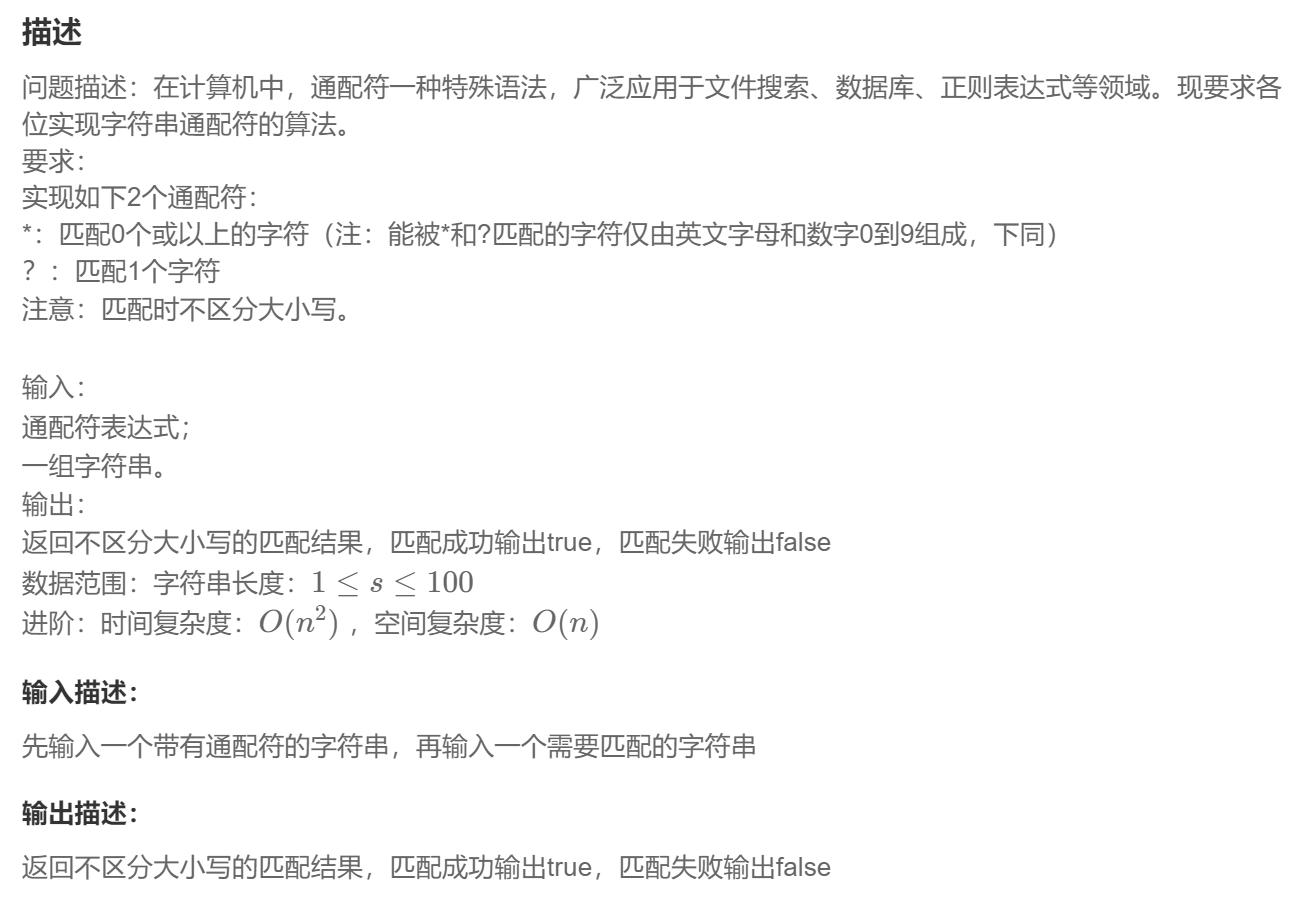 描述
问题描述：在计算机中，通配符一种特殊语法，广泛应用于文件搜索、数据库、正则表达式等领域。现要求各
位实现字符串通配符的算法。
要求：
实现如下2个通配符：
*：匹配0个或以上的字符（注：能被*和?匹配的字符仅由英文字母和数字0到9组成，下同）
？：匹配1个字符
注意：匹配时不区分大小写。
输入：
通配符表达式；
一组字符串。
输出：
返回不区分大小写的匹配结果，匹配成功输出true，匹配失败输出false
数据范围：字符串长度：1 ≤ s ≤ 100
进阶：时间复杂度：O(n²) ，空间复杂度：O(n)
输入描述：
先输入一个带有通配符的字符串，再输入一个需要匹配的字符串
输出描述：
返回不区分大小写的匹配结果，匹配成功输出true，匹配失败输出false